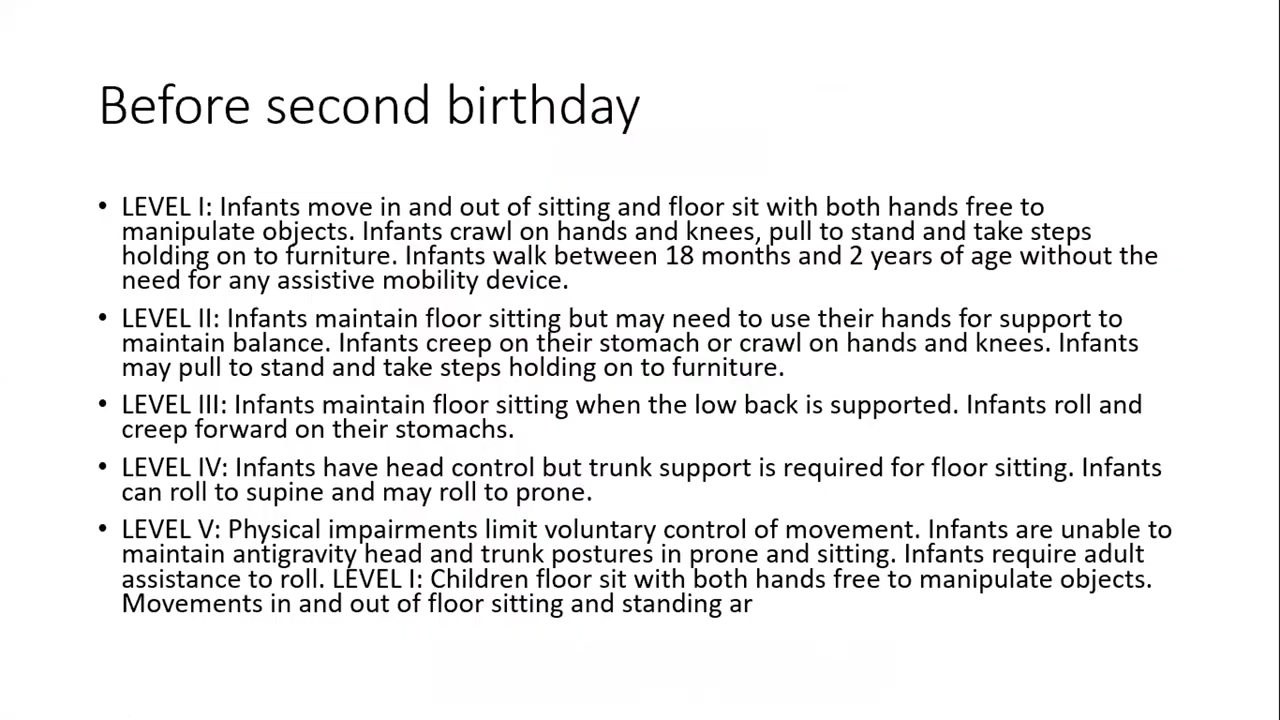 Before second birthday
• LEVEL I: Infants move in and out of sitting and floor sit with both hands free to
manipulate objects. Infants crawl on hands and knees, pull to stand and take steps
holding on to furniture. Infants walk between 18 months and 2 years of age without the
need for any assistive mobility device.
• LEVEL II: Infants maintain floor sitting but may need to use their hands for support to
maintain balance. Infants creep on their stomach or crawl on hands and knees. Infants
may pull to stand and take steps holding on to furniture.
• LEVEL III: Infants maintain floor sitting when the low back is supported. Infants roll and
creep forward on their stomachs.
• LEVEL IV: Infants have head control but trunk support is required for floor sitting. Infants
can roll to supine and may roll to prone.
• LEVEL V: Physical impairments limit voluntary control of movement. Infants are unable to
maintain antigravity head and trunk postures in prone and sitting. Infants require adult
assistance to roll. LEVEL I: Children floor sit with both hands free to manipulate objects.
Movements in and out of floor sitting and standing ar